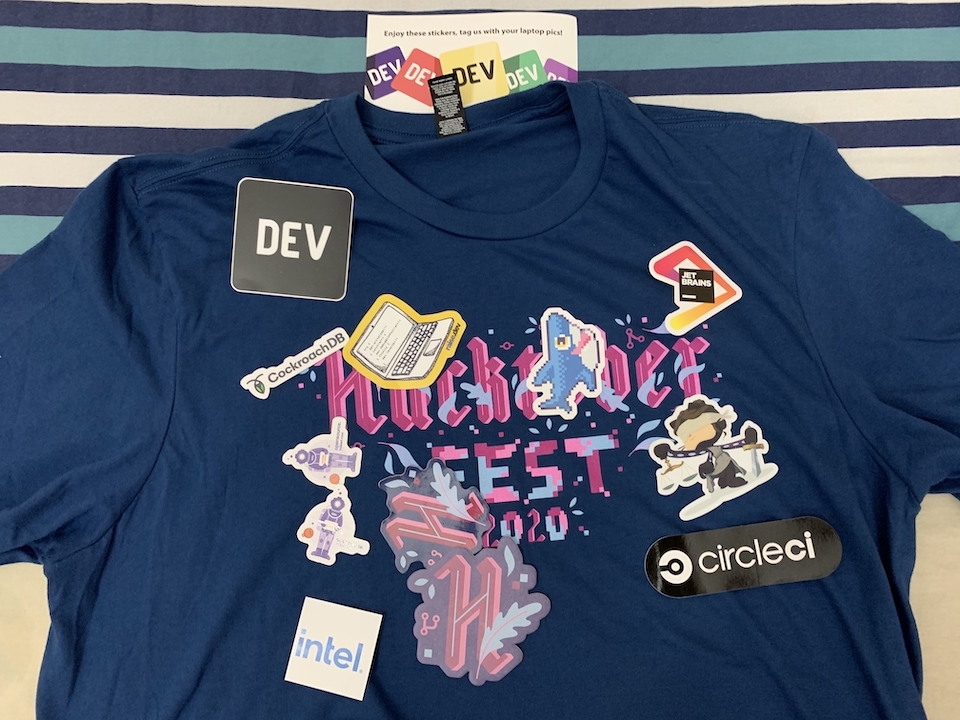 Enjoy these stickers, tag us with your laptop pics!
DEV
DEV
DEV
DEV
DEV
JET
BRAINS
CockroachDB
FEST
2020
H
H
circleci
intel.